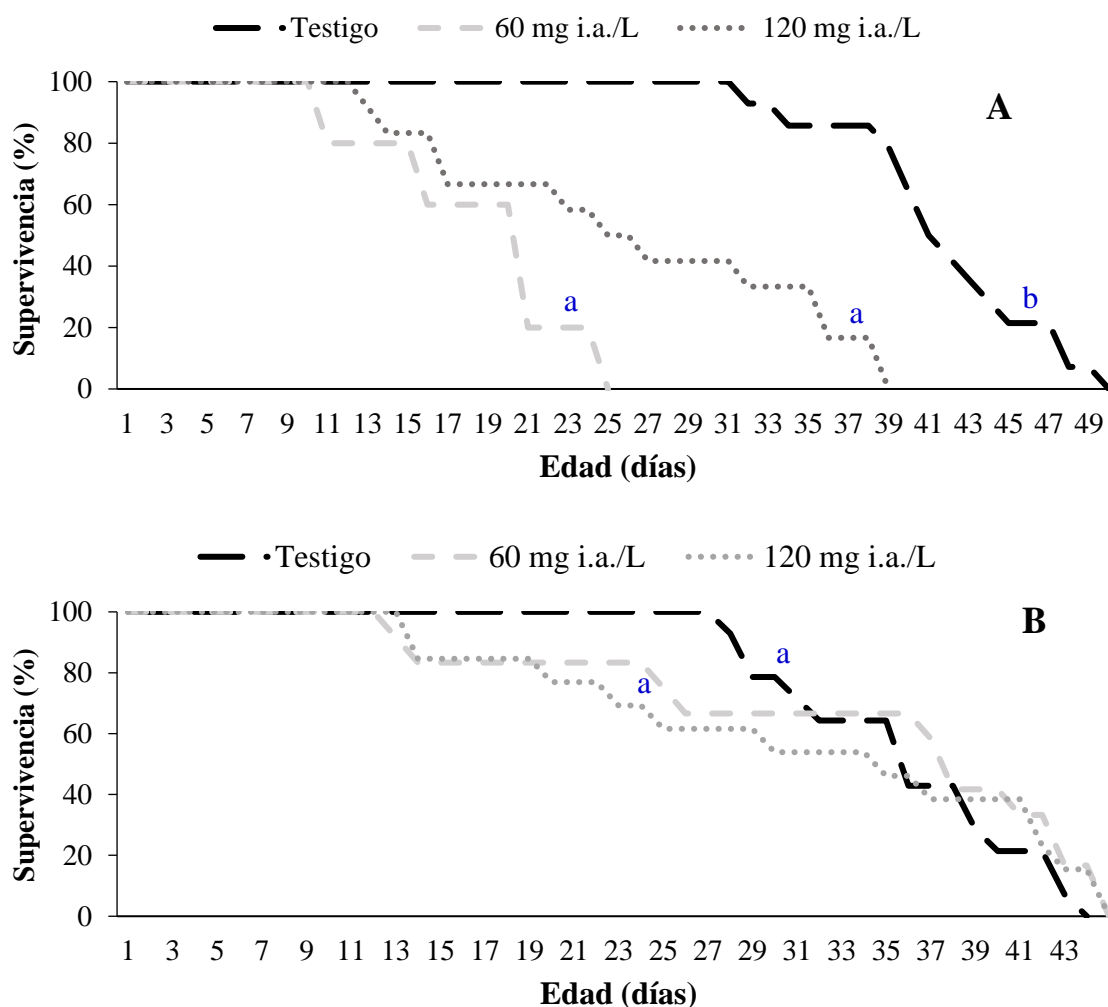 Testigo 60 mg i.a./L 120 mg i.a./L
100
A
80
60
40
a
a
b
20
0
Supervivencia (%)
1 3 5 7 9 11 13 15 17 19 21 23 25 27 29 31 33 35 37 39 41 43 45 47 49
Edad (días)
Testigo 60 mg i.a./L 120 mg i.a./L
100
B
80
a
a
60
40
20
0
Supervivencia (%)
1 3 5 7 9 11 13 15 17 19 21 23 25 27 29 31 33 35 37 39 41 43
Edad (días)